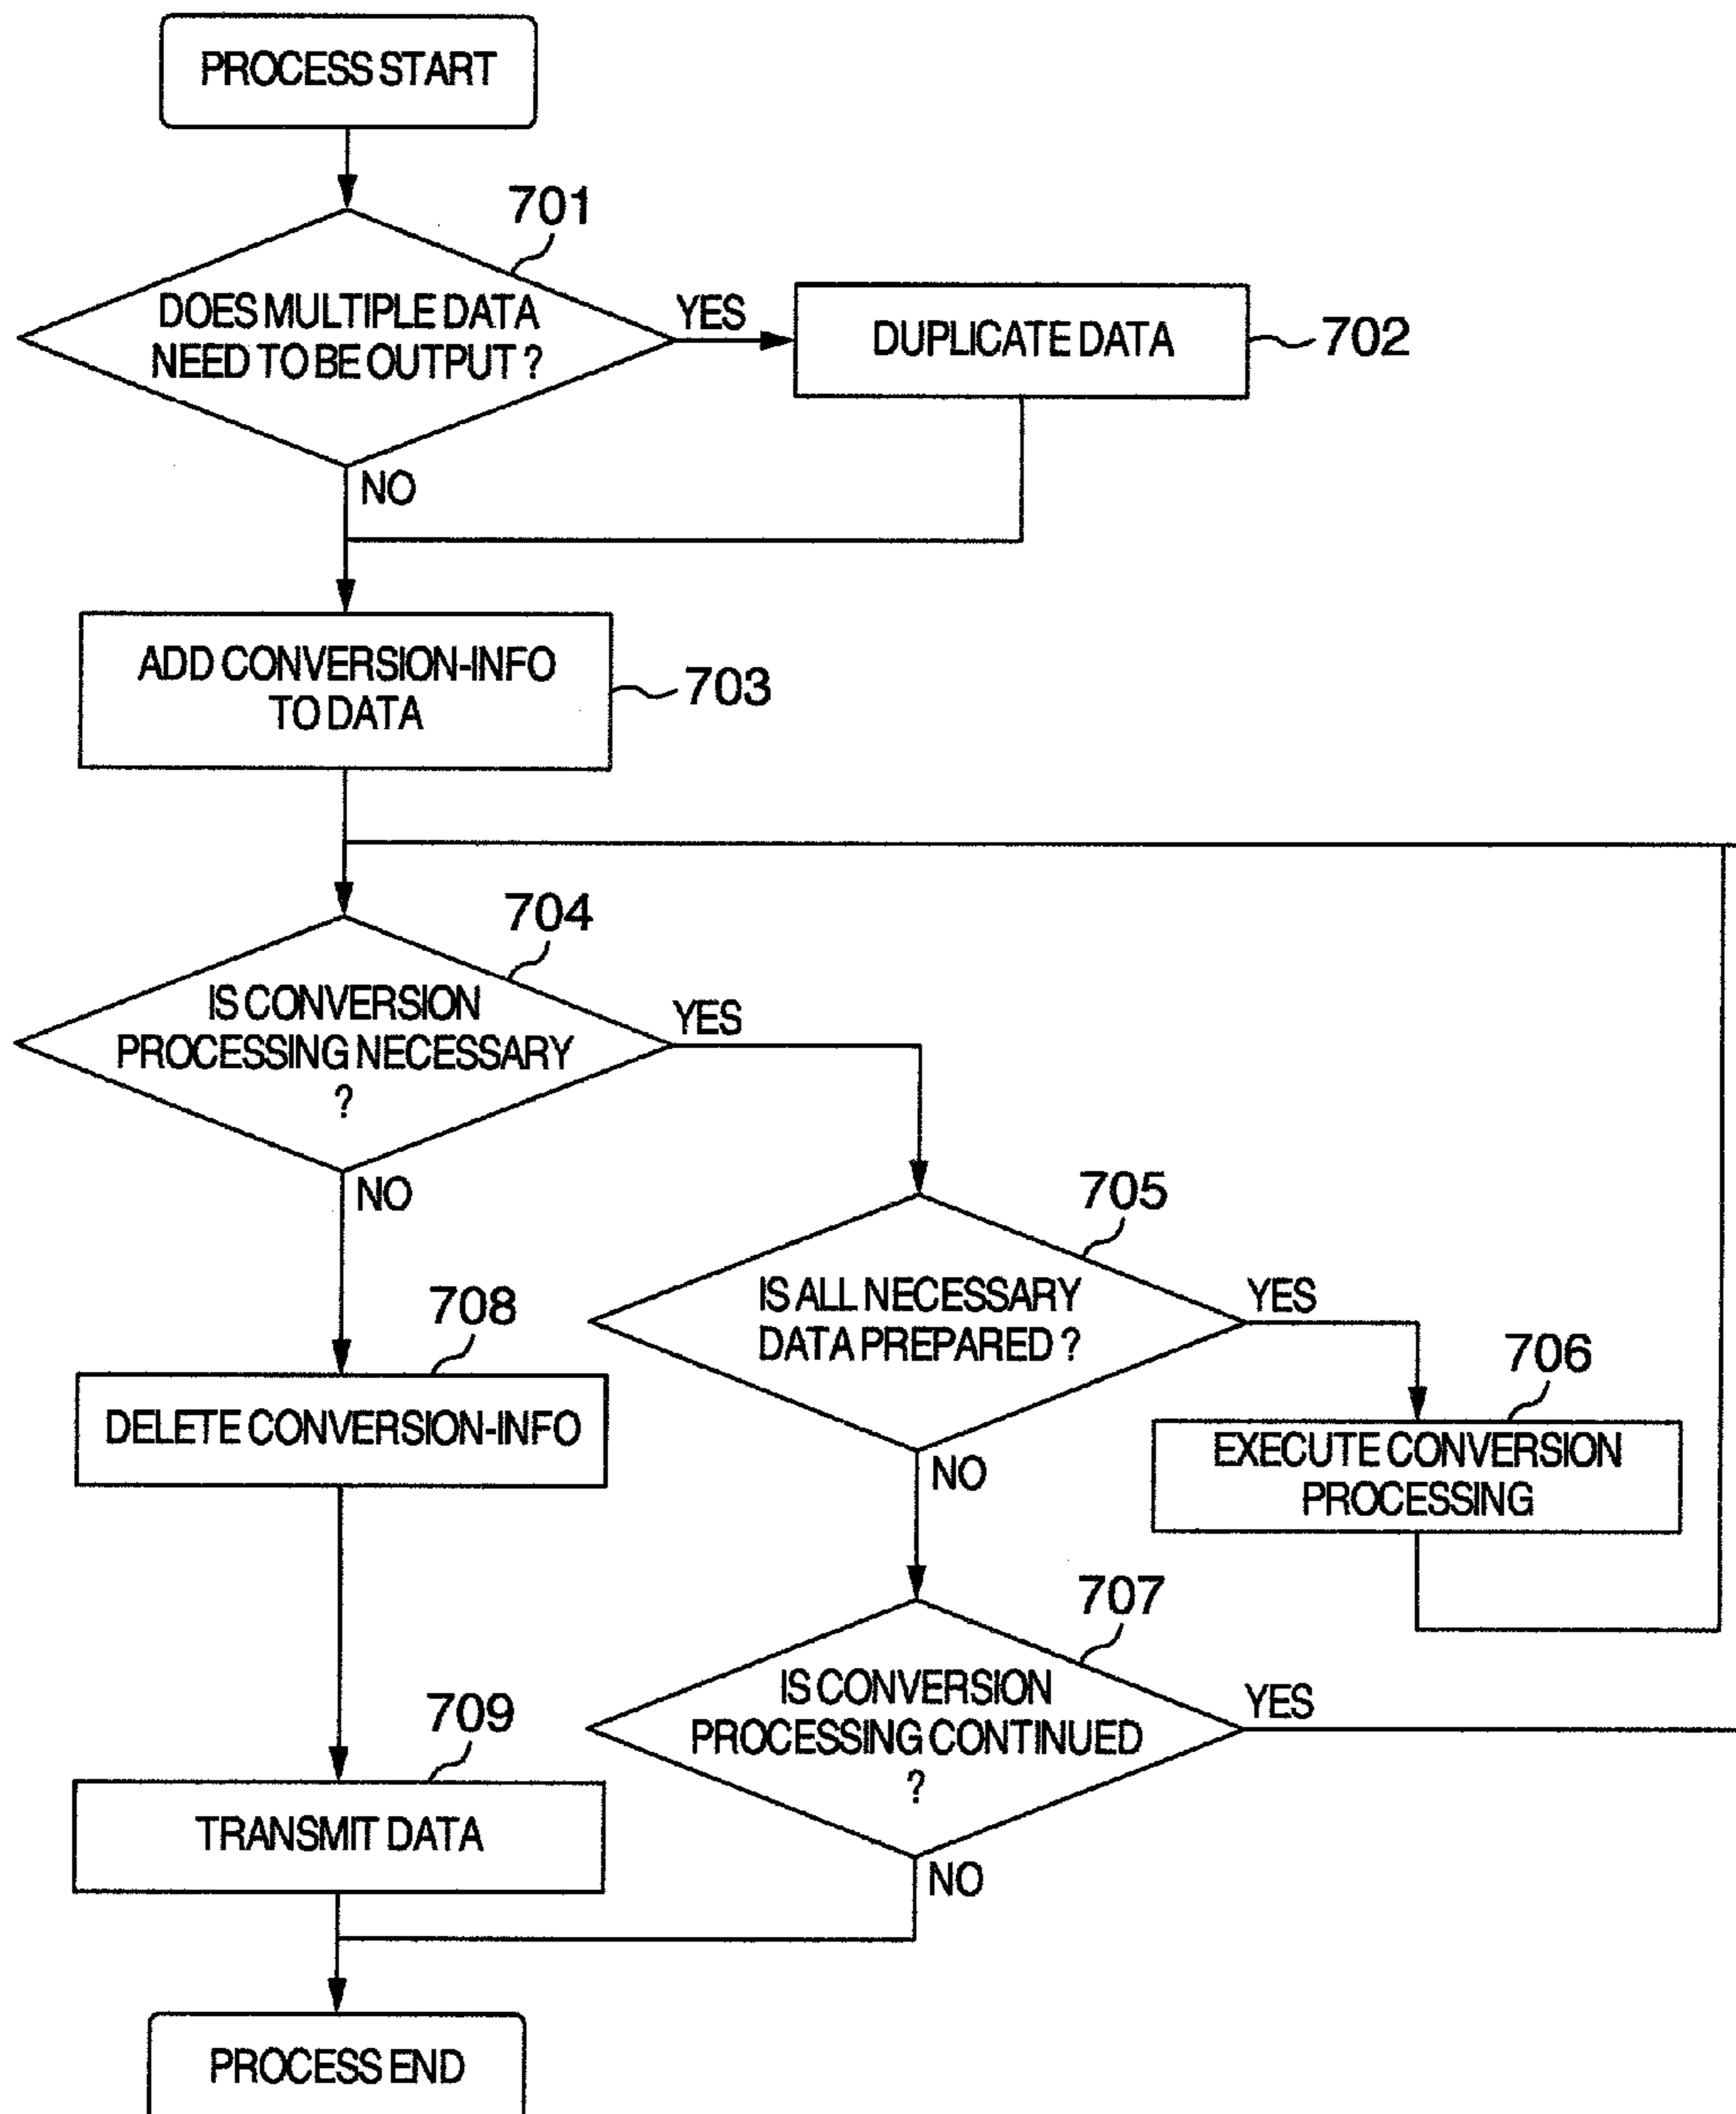 PROCESS START
701
DOES MULTIPLE DATA
NEED TO BE OUTPUT ?
YES
DUPLICATE DATA
702
NO
ADD CONVERSION-INFO
TO DATA
703
704
IS CONVERSION
PROCESSING NECESSARY
?
YES
NO
705
IS ALL NECESSARY
DATA PREPARED ?
YES
NO
706
EXECUTE CONVERSION
PROCESSING
708
DELETE CONVERSION-INFO
707
IS CONVERSION
PROCESSING CONTINUED
?
YES
NO
709
TRANSMIT DATA
PROCESS END